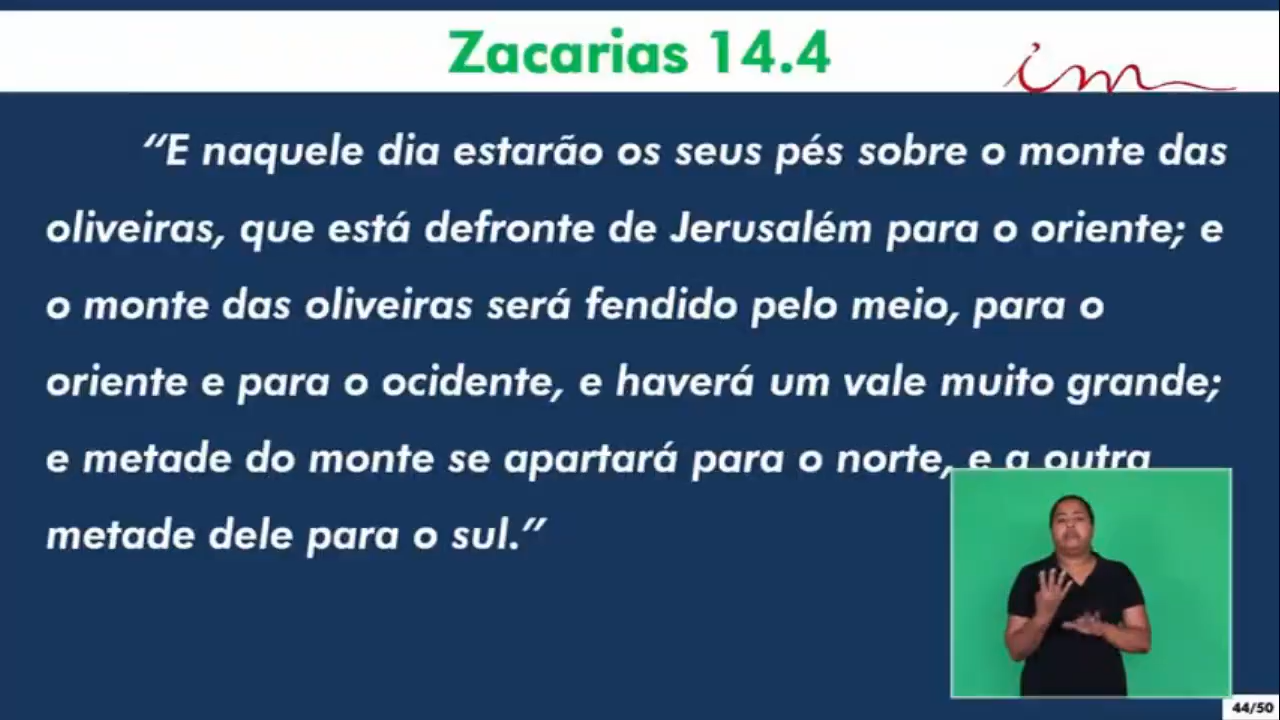 Zacarias 14.4
im
“E naquele dia estarão os seus pés sobre o monte das
oliveiras, que está defronte de Jerusalém para o oriente; e
o monte das oliveiras será fendido pelo meio, para o
oriente e para o ocidente, e haverá um vale muito grande;
e metade do monte se apartará para o norte, e a outra
metade dele para o sul.”
44/50